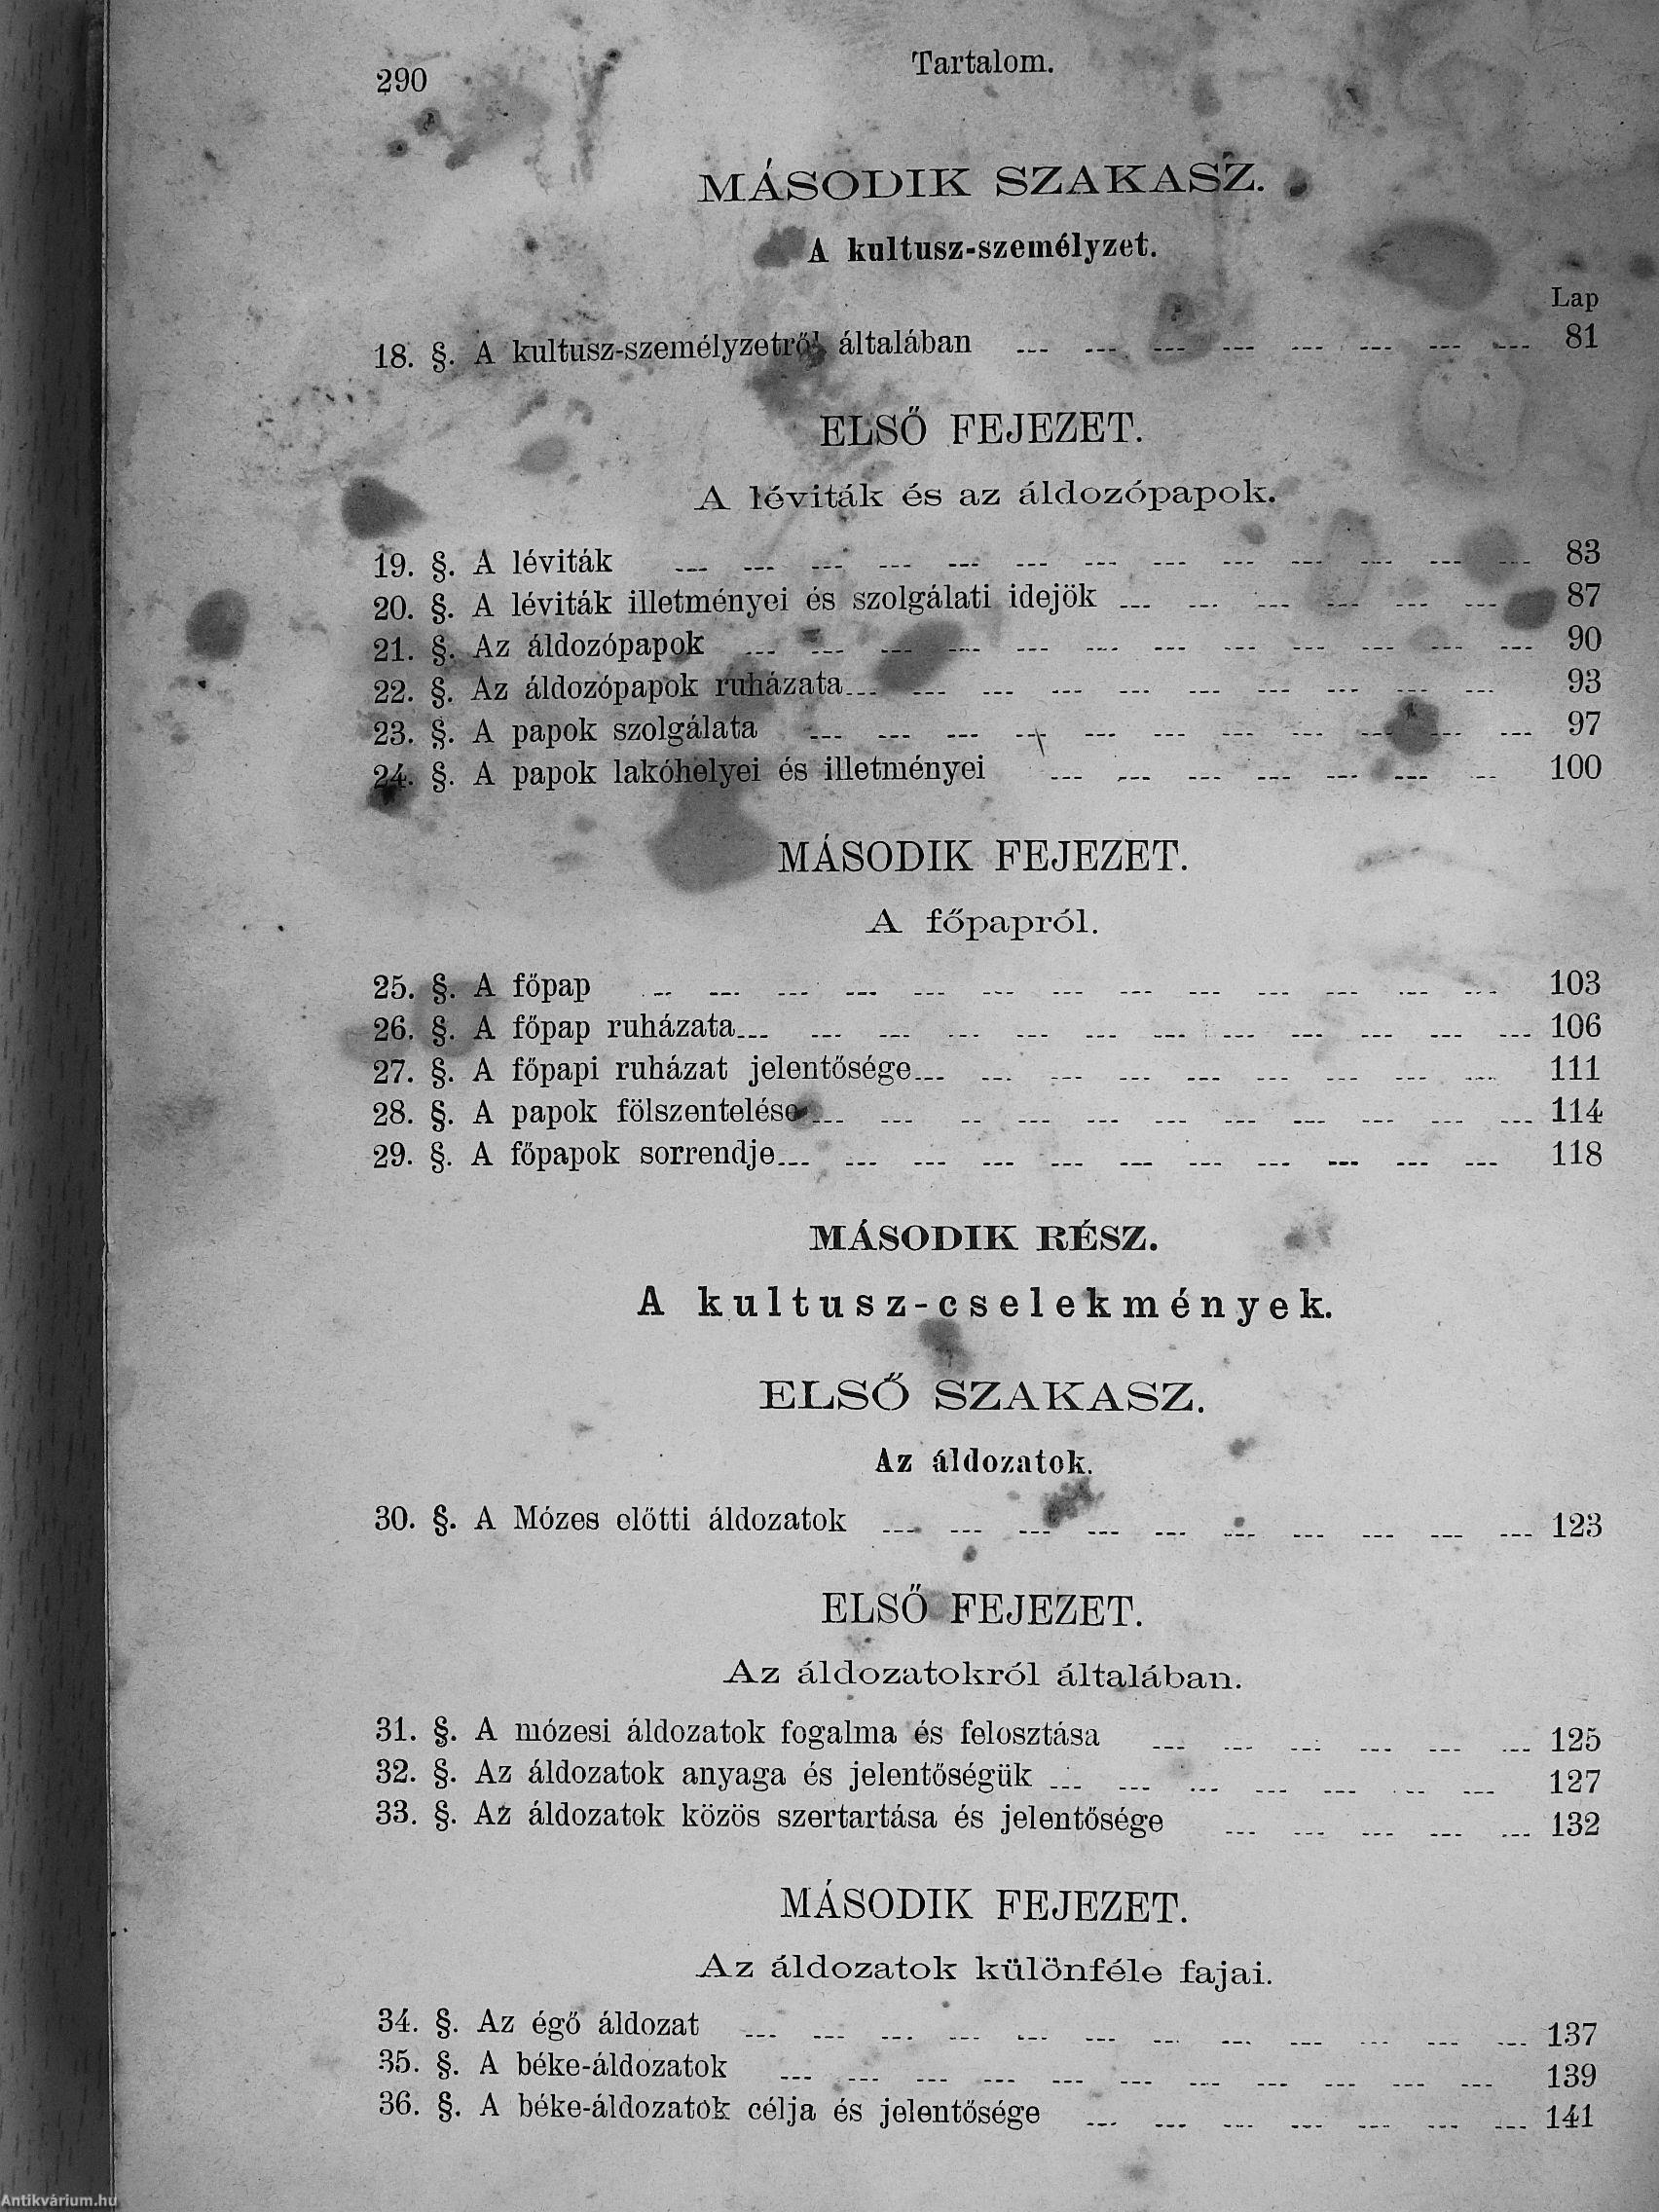 290
Tartalom.
MÁSODIK SZAKASZ.
A kultusz-személyzet.
Lap
18. §. A kultusz-személyzetről általában --- --- --- --- --- --- --- --- 81
ELSŐ FEJEZET.
A léviták és az áldozópapok.
19. §. A léviták --- --- --- --- --- --- --- --- --- --- --- --- --- 83
20. §. A léviták illetményei és szolgálati idejök --- --- --- --- --- --- 87
21. §. Az áldozópapok --- --- --- --- --- --- --- --- --- --- --- --- 90
22. §. Az áldozópapok ruházata --- --- --- --- --- --- --- --- --- --- 93
23. §. A papok szolgálata --- --- --- --- --- --- --- --- --- --- --- 97
24. §. A papok lakóhelyei és illetményei --- --- --- --- --- --- --- 100
MÁSODIK FEJEZET.
A főpapról.
25. §. A főpap --- --- --- --- --- --- --- --- --- --- --- --- --- 103
26. §. A főpap ruházata --- --- --- --- --- --- --- --- --- --- --- --- 106
27. §. A főpapi ruházat jelentősége --- --- --- --- --- --- --- --- --- 111
28. §. A papok fölszentelése --- --- --- --- --- --- --- --- --- --- --- 114
29. §. A főpapok sorrendje --- --- --- --- --- --- --- --- --- --- --- 118
MÁSODIK RÉSZ.
A kultusz-cselekmények.
ELSŐ SZAKASZ.
Az áldozatok.
30. §. A Mózes előtti áldozatok --- --- --- --- --- --- --- --- --- --- 123
ELSŐ FEJEZET.
Az áldozatokról általában.
31. §. A mózesi áldozatok fogalma és felosztása --- --- --- --- --- --- 125
32. §. Az áldozatok anyaga és jelentőségük --- --- --- --- --- --- --- 127
33. §. Az áldozatok közös szertartása és jelentősége --- --- --- --- --- 132
MÁSODIK FEJEZET.
Az áldozatok különféle fajai.
34. §. Az égő áldozat --- --- --- --- --- --- --- --- --- --- --- --- 137
35. §. A béke-áldozatok --- --- --- --- --- --- --- --- --- --- --- 139
36. §. A béke-áldozatok célja és jelentősége --- --- --- --- --- --- --- 141
Antikvárium.hu